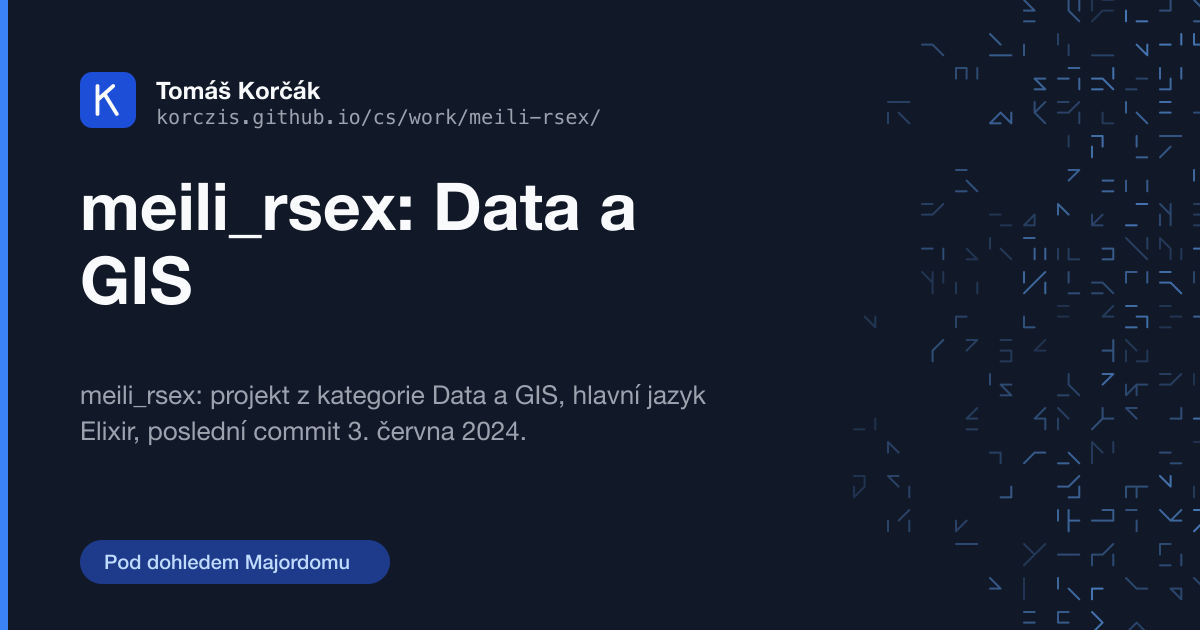 K
Tomáš Korčák
korczis.github.io/cs/work/meili-rsex/
meili_rsex: Data a
GIS
meili_rsex: projekt z kategorie Data a GIS, hlavní jazyk
Elixir, poslední commit 3. června 2024.
Pod dohledem Majordomu